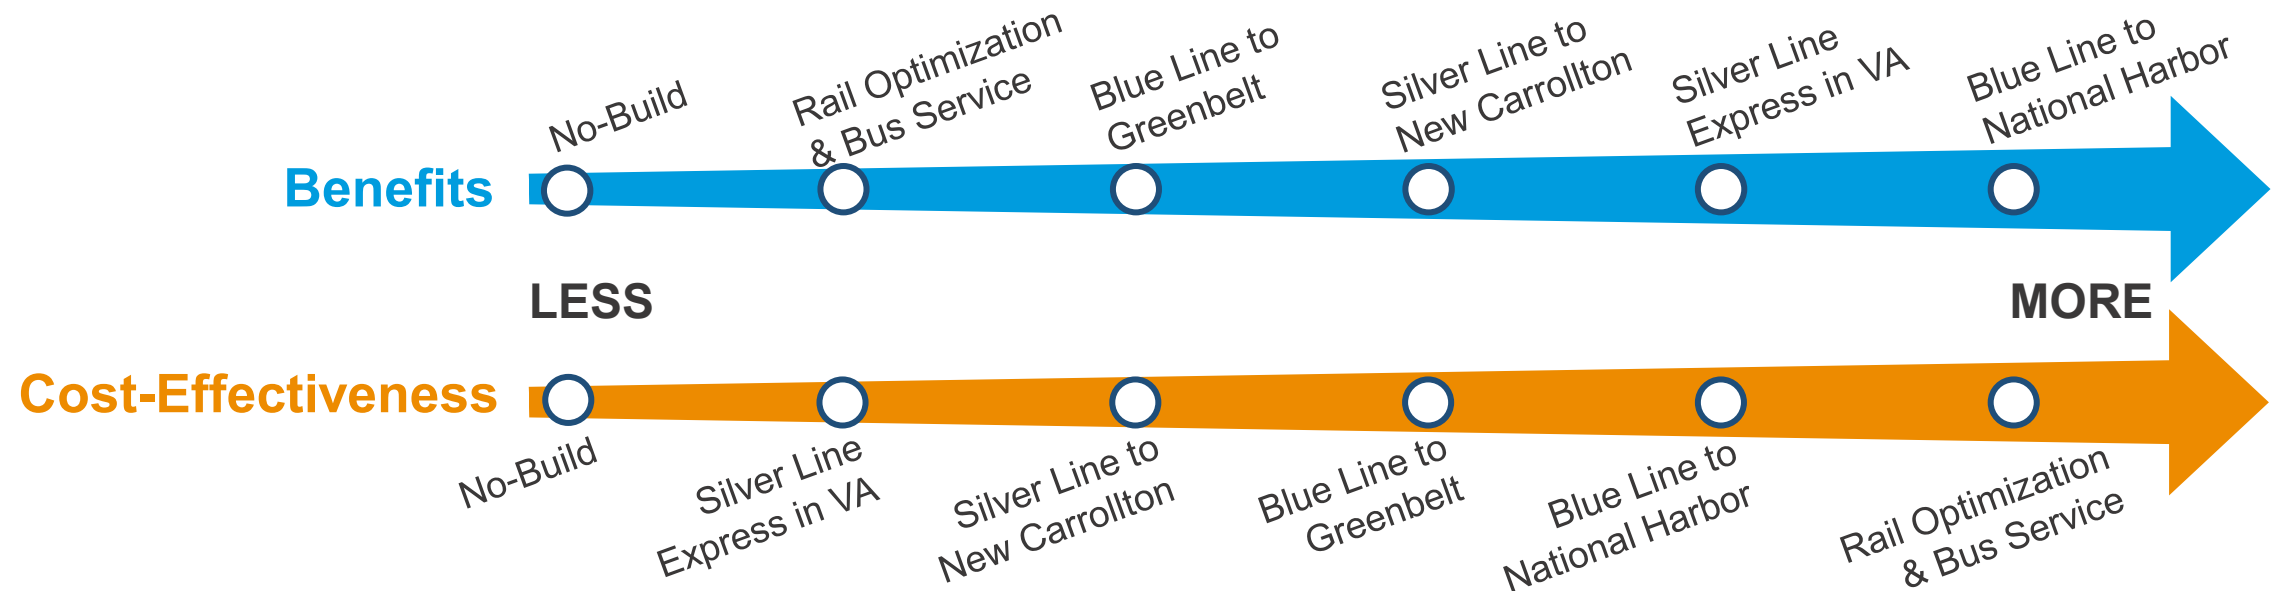 No-Build
Rail Optimization
& Bus Service
Blue Line to
Greenbelt
Silver Line to
New Carrollton
Silver Line
Express in VA
Blue Line to
National Harbor
Benefits
LESS
MORE
Cost-Effectiveness
No-Build
Silver Line
Express in VA
Silver Line to
New Carrollton
Blue Line to
Greenbelt
Blue Line to
National Harbor
Rail Optimization
& Bus Service